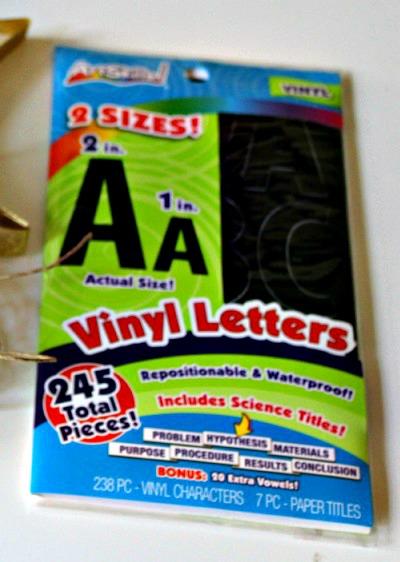 ArtSkills!
VINYL
2 SIZES!
2 in.
1 in.
A A
Actual Size!
A
C
Vinyl Letters
245
Total
Pieces!
Repositionable & Waterproof!
Includes Science Titles!
PROBLEM HYPOTHESIS MATERIALS
PURPOSE PROCEDURE RESULTS CONCLUSION
BONUS: 20 Extra Vowels!
238 PC - VINYL CHARACTERS 7 PC - PAPER TITLES